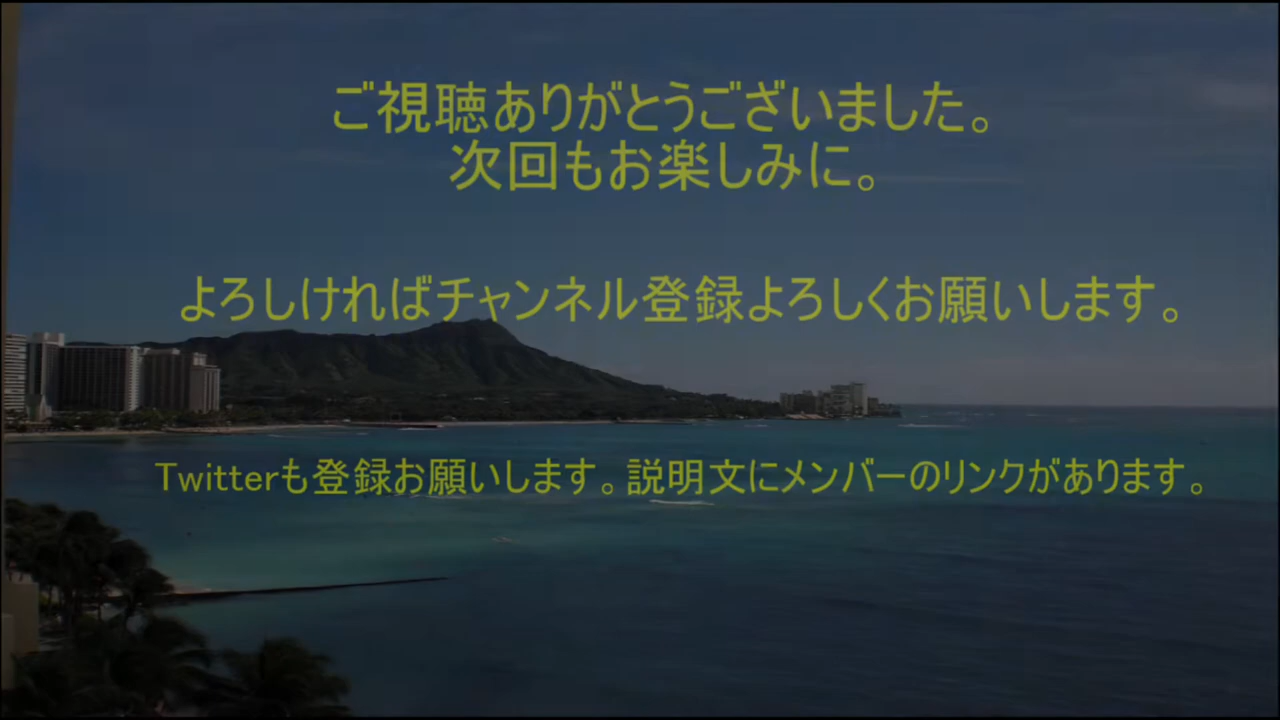 ご視聴ありがとうございました。
次回もお楽しみに。
よろしければチャンネル登録よろしくお願いします。
Twitterも登録お願いします。説明文にメンバーのリンクがあります。